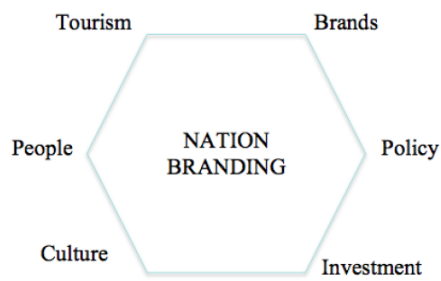 Tourism
Brands
People
NATION
BRANDING
Policy
Culture
Investment